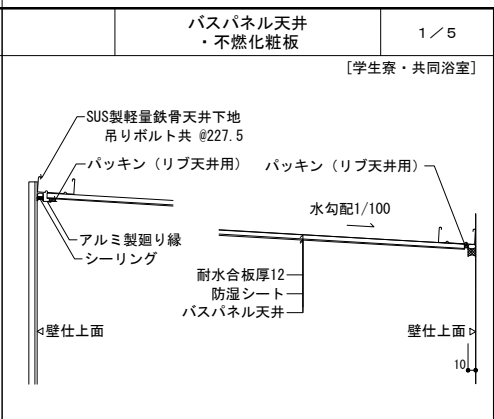 バスパネル天井
・不燃化粧板
1／5
[学生寮・共同浴室]
SUS製軽量鉄骨天井下地
吊りボルト共 @227.5
パッキン（リブ天井用）
パッキン（リブ天井用）
水勾配1/100
アルミ製廻り縁
シーリング
耐水合板厚12
防湿シート
バスパネル天井
壁仕上面
壁仕上面
10